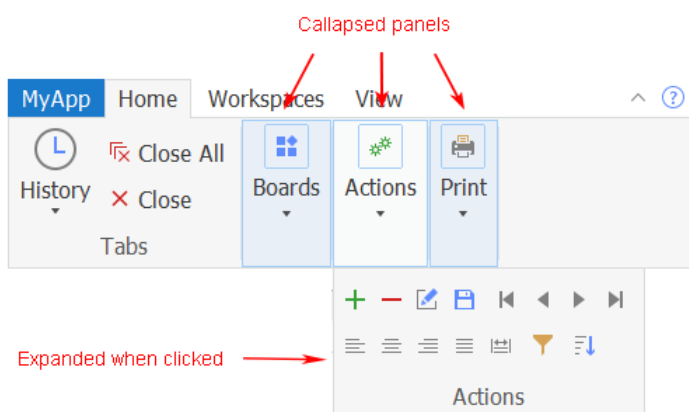 Callapsed panels
MyApp Home Workspaces View ?
History
Close All
Close
Tabs
Boards
Actions
Print
Expanded when clicked
Actions